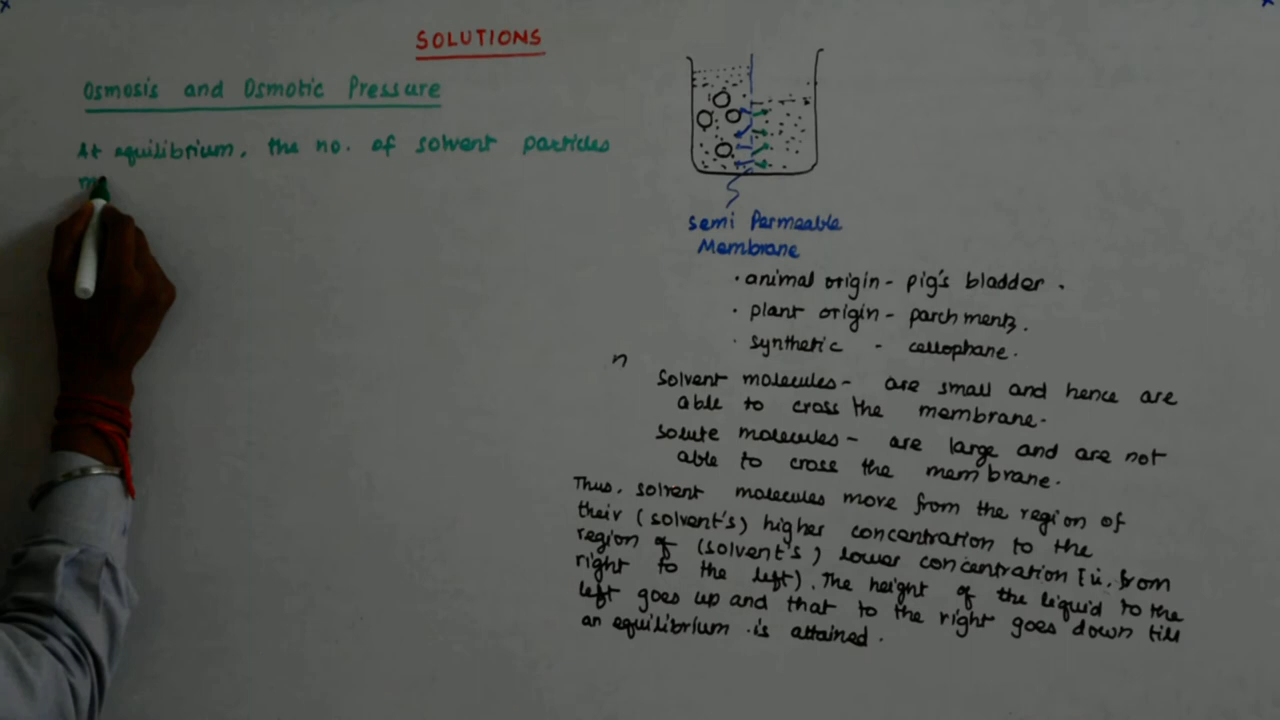 SOLUTIONS
Osmosis and Osmotic Pressure
At equilibrium, the no. of solvent particles
m
Semi Permeable
Membrane
· animal origin - pig's bladder .
· plant origin - parchment.
· synthetic - cellophane.
n
Solvent molecules - are small and hence are
able to cross the membrane.
Solute molecules - are large and are not
able to cross the membrane.
Thus, solvent molecules move from the region of
their (solvent's) higher concentration to the
region of (solvent's) lower concentration [ie, from
right to the left). The height of the liquid to the
left goes up and that to the right goes down till
an equilibrium is attained.